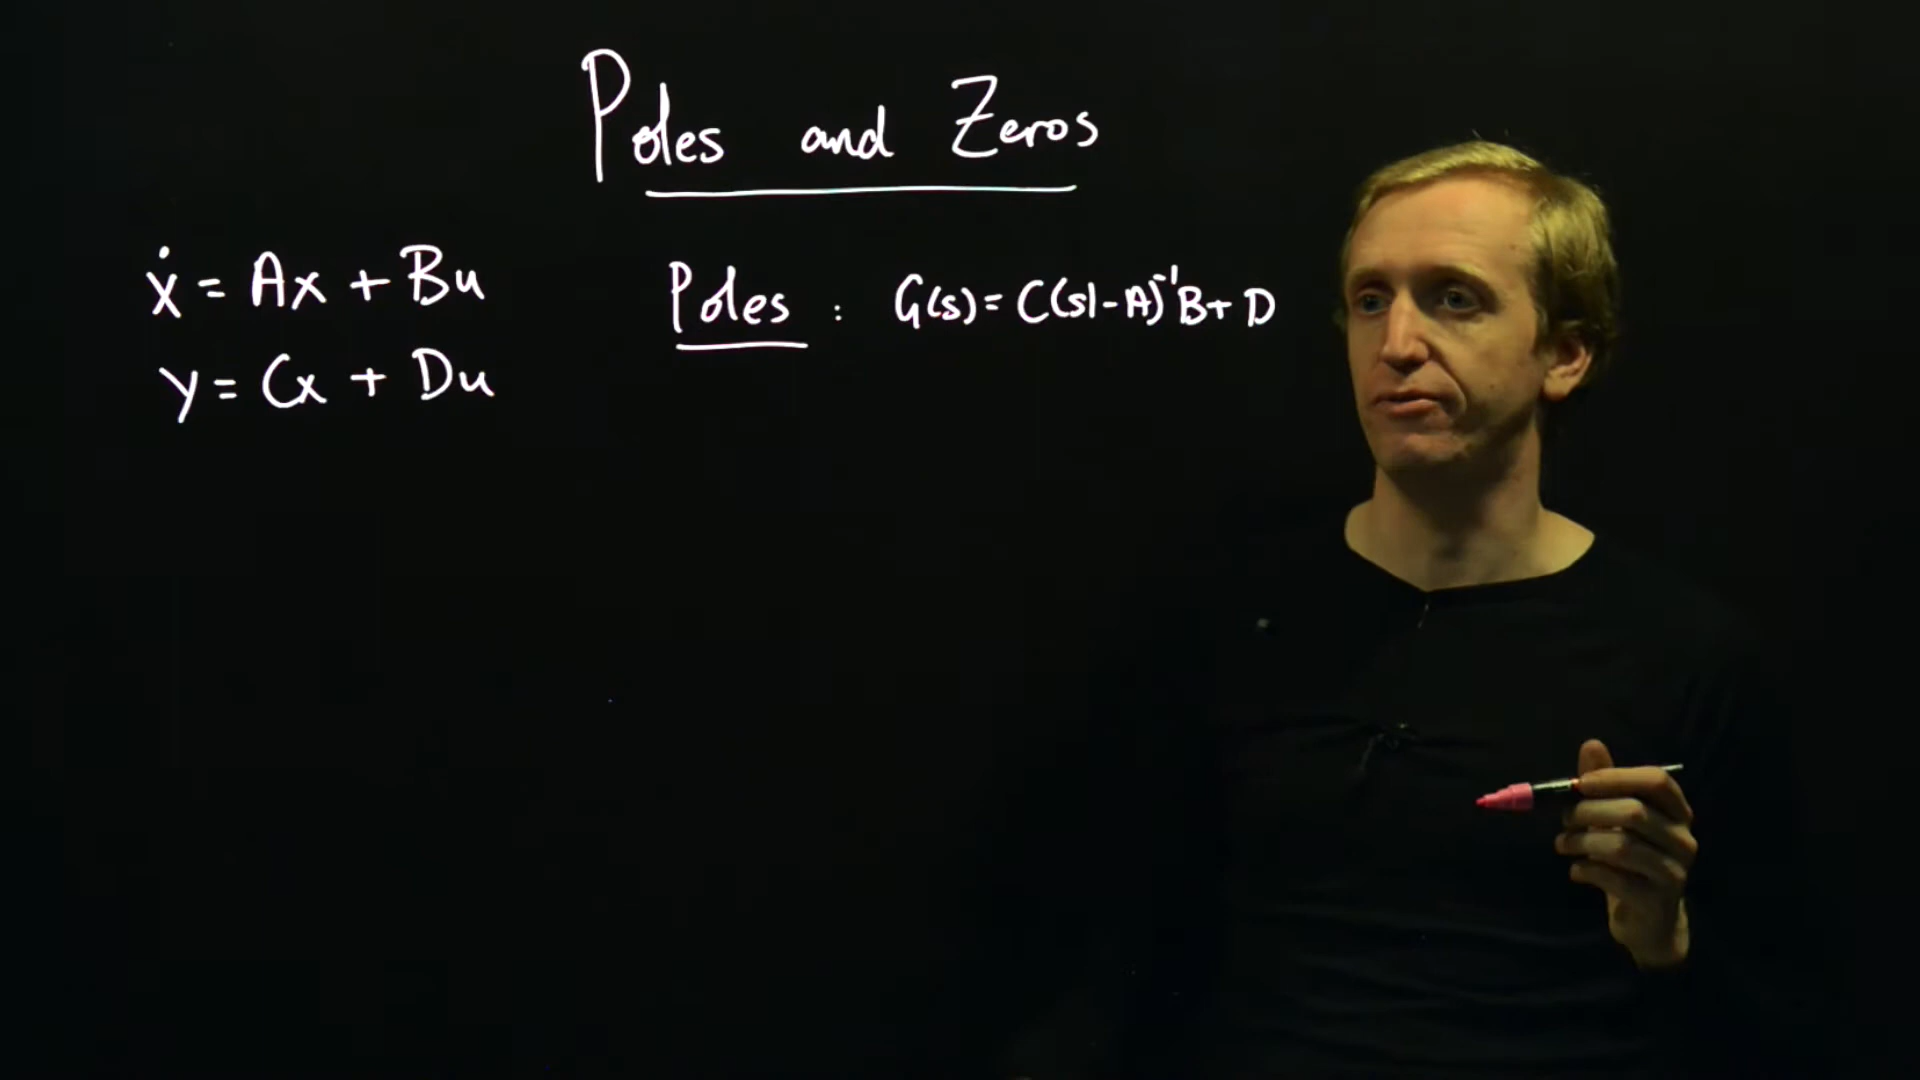 Poles and Zeros
ẋ = Ax + Bu
y = Cx + Du
Poles : G(s) = C(sI - A)⁻¹B + D